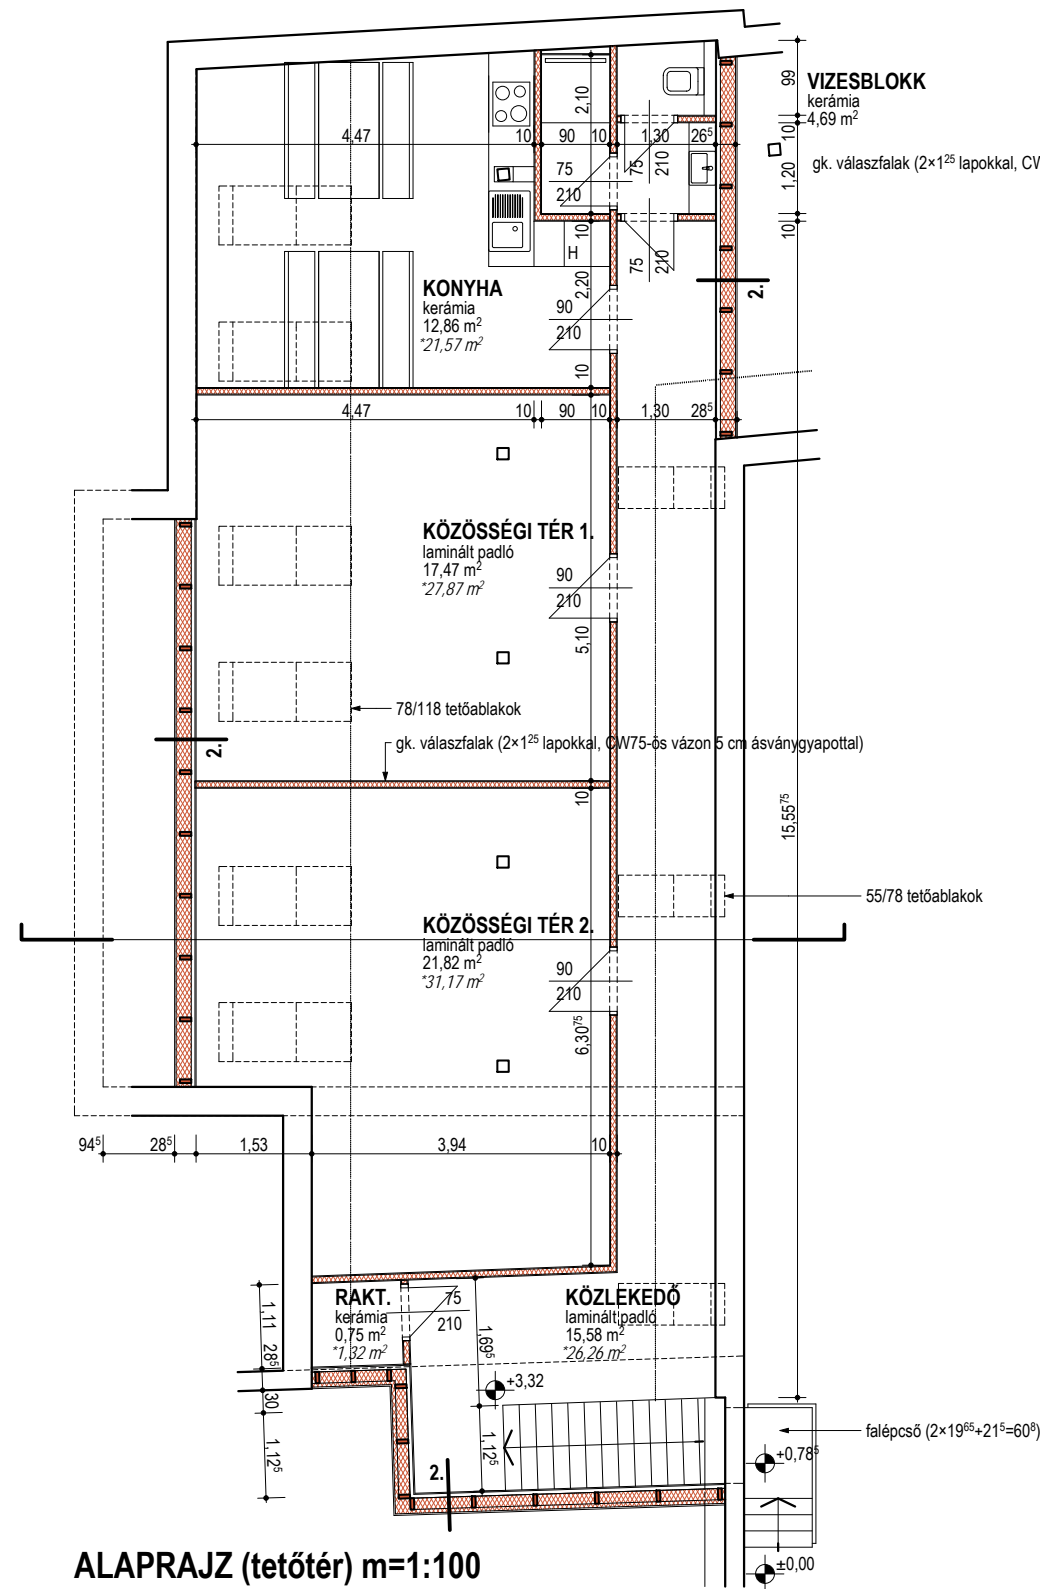 99
VIZESBLOKK
kerámia
4,69 m²
2,10
4,47
10
90
10
1,30
26⁵
10
gk. válaszfalak (2×1²⁵ lapokkal, CW
1,20
75
210
75
210
10
10
75
210
H
2.
KONYHA
kerámia
12,86 m²
*21,57 m²
2,20
90
210
10
4,47
10
90
10
1,30
28⁵
KÖZÖSSÉGI TÉR 1.
laminált padló
17,47 m²
*27,87 m²
90
210
5,10
78/118 tetőablakok
2.
gk. válaszfalak (2×1²⁵ lapokkal, CW75-ös vázon 5 cm ásványgyapottal)
10
15,55⁷⁵
55/78 tetőablakok
KÖZÖSSÉGI TÉR 2.
laminált padló
21,82 m²
*31,17 m²
90
210
6,30⁷⁵
94⁵
28⁵
1,53
3,94
10
RAKT.
kerámia
0,75 m²
*1,32 m²
75
210
KÖZLEKEDŐ
laminált padló
15,58 m²
*26,26 m²
1,11
28⁵
30
1,12⁵
1,69⁵
1,12⁵
+3,32
falépcső (2×19⁶⁵+21⁵=60⁸)
+0,78⁵
2.
ALAPRAJZ (tetőtér) m=1:100
±0,00